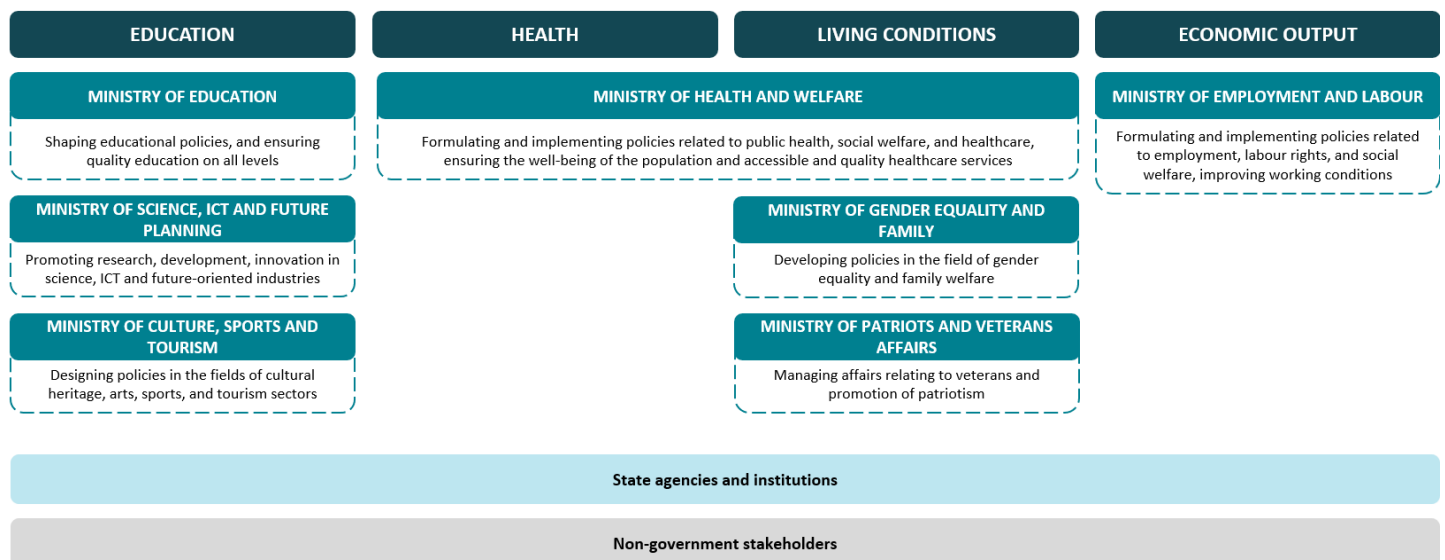 EDUCATION
HEALTH
LIVING CONDITIONS
ECONOMIC OUTPUT
MINISTRY OF EDUCATION
Shaping educational policies, and ensuring
quality education on all levels
MINISTRY OF HEALTH AND WELFARE
Formulating and implementing policies related to public health, social welfare, and healthcare,
ensuring the well-being of the population and accessible and quality healthcare services
MINISTRY OF EMPLOYMENT AND LABOUR
Formulating and implementing policies related
to employment, labour rights, and social
welfare, improving working conditions
MINISTRY OF SCIENCE, ICT AND FUTURE
PLANNING
Promoting research, development, innovation in
science, ICT and future-oriented industries
MINISTRY OF GENDER EQUALITY AND
FAMILY
Developing policies in the field of gender
equality and family welfare
MINISTRY OF CULTURE, SPORTS AND
TOURISM
Designing policies in the fields of cultural
heritage, arts, sports, and tourism sectors
MINISTRY OF PATRIOTS AND VETERANS
AFFAIRS
Managing affairs relating to veterans and
promotion of patriotism
State agencies and institutions
Non-government stakeholders